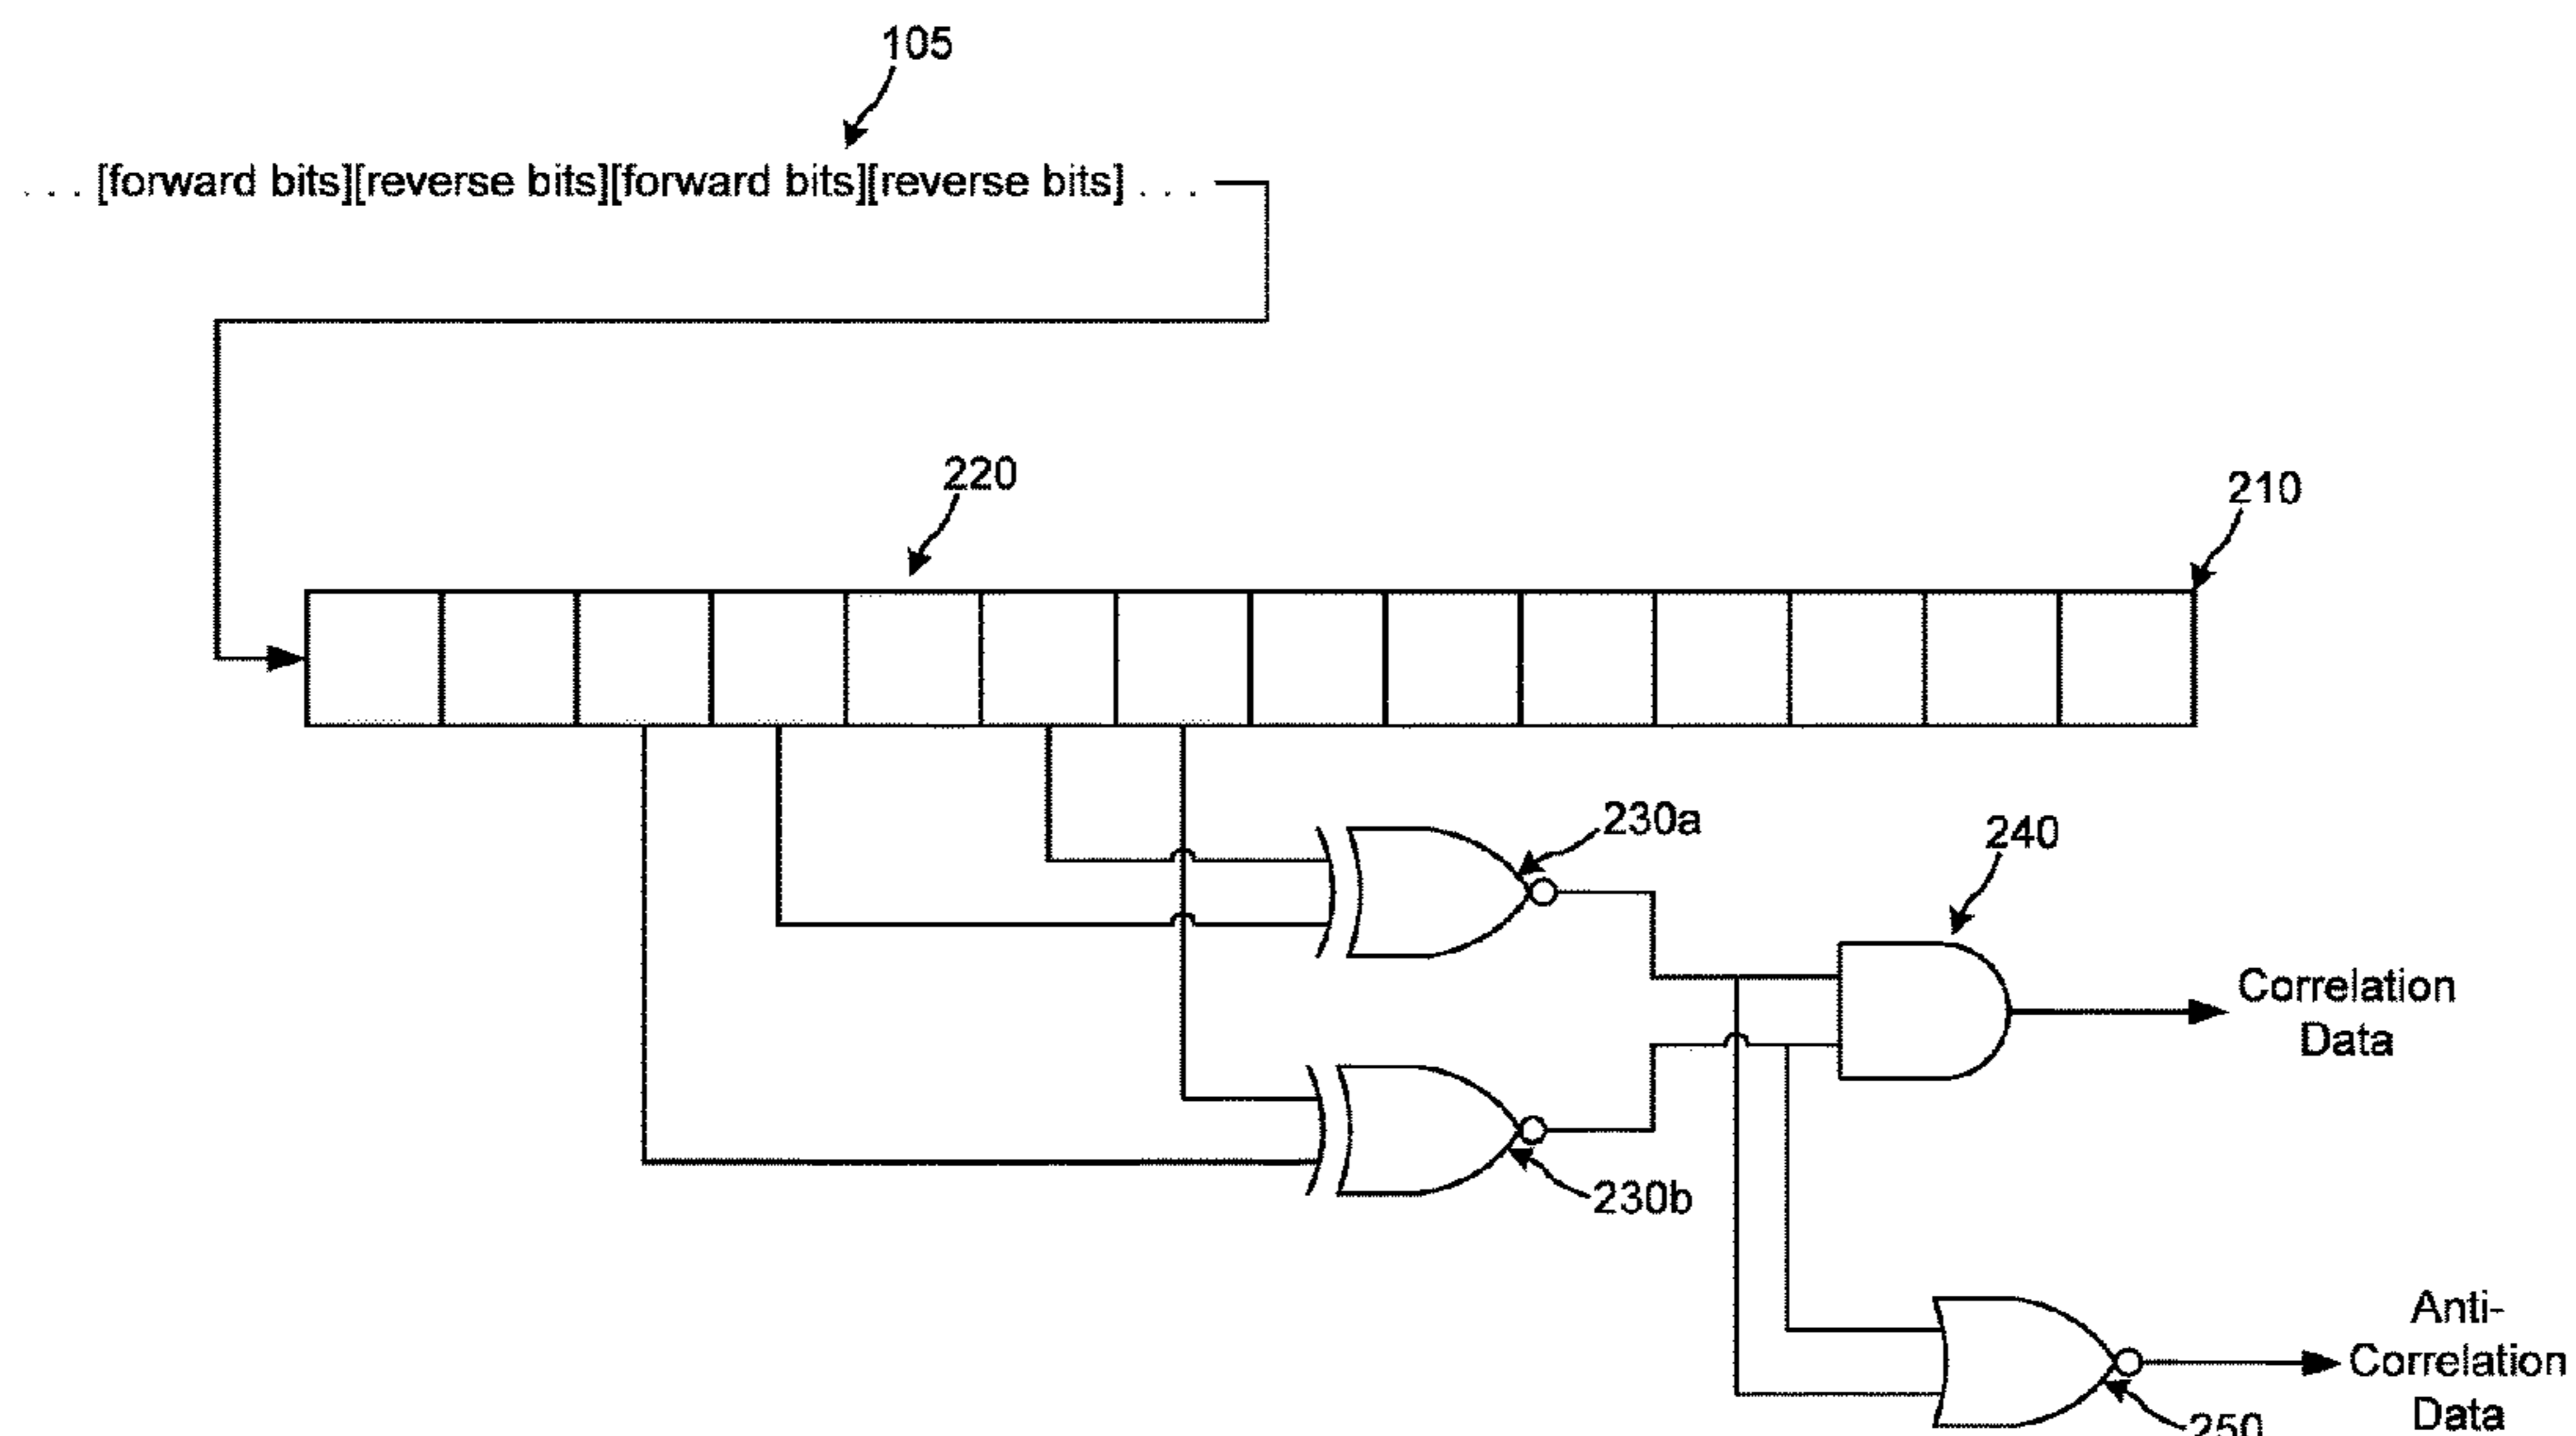 105
. . . [forward bits][reverse bits][forward bits][reverse bits] . . .
220
210
230a
240
Correlation
Data
230b
Anti-
Correlation
Data
250